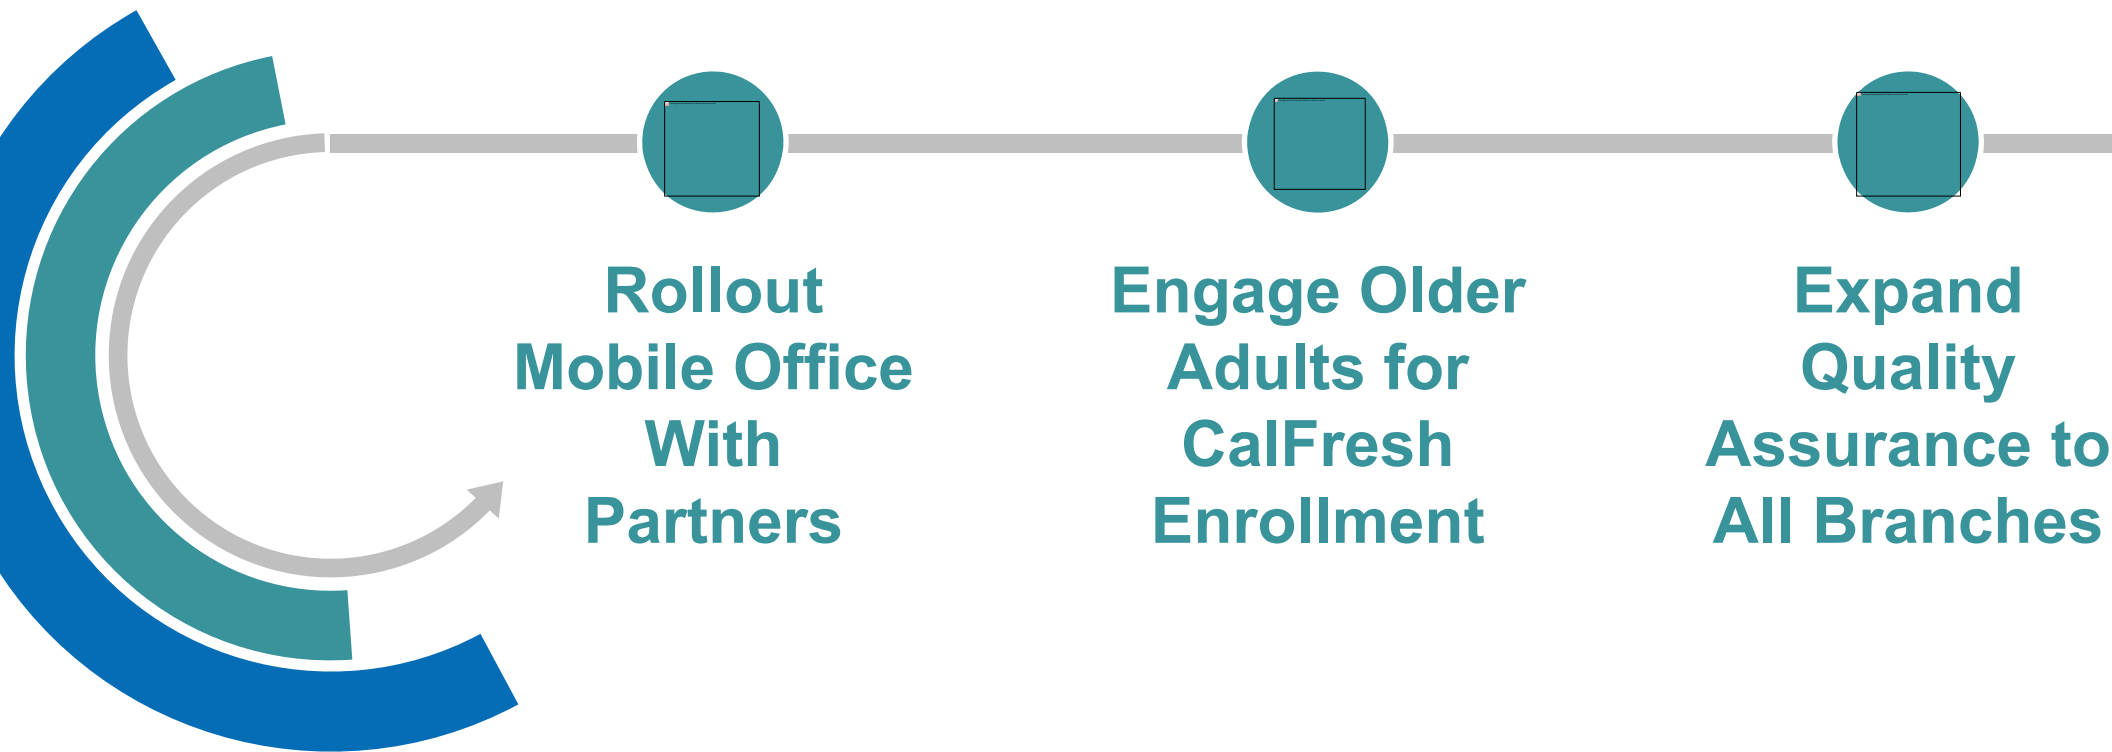 Rollout
Mobile Office
With
Partners
Engage Older
Adults for
CalFresh
Enrollment
Expand
Quality
Assurance to
All Branches